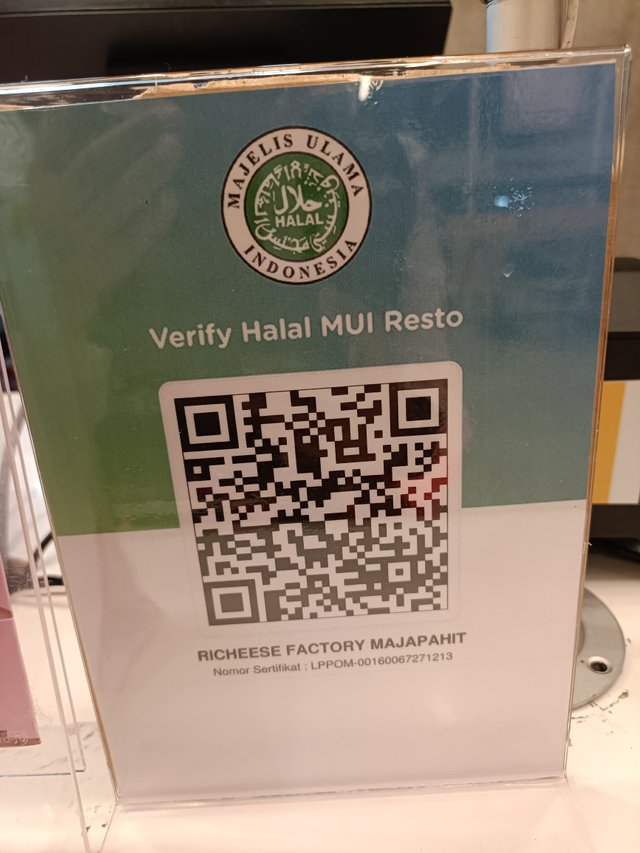 MAJELIS ULAMA
حلال
HALAL
INDONESIA
Verify Halal MUI Resto
RICHEESE FACTORY MAJAPAHIT
Nomor Sertifikat : LPPOM-00160067271213